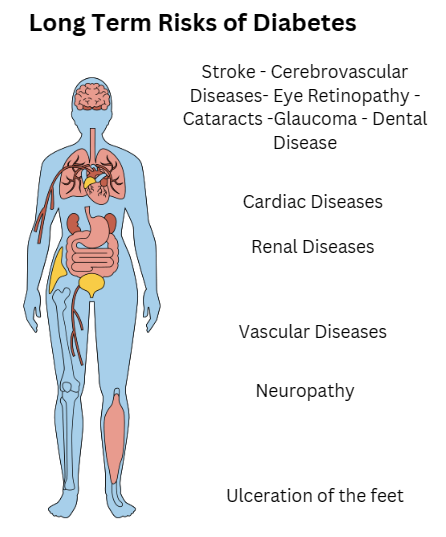 Long Term Risks of Diabetes
Stroke - Cerebrovascular
Diseases- Eye Retinopathy -
Cataracts -Glaucoma - Dental
Disease
Cardiac Diseases
Renal Diseases
Vascular Diseases
Neuropathy
Ulceration of the feet